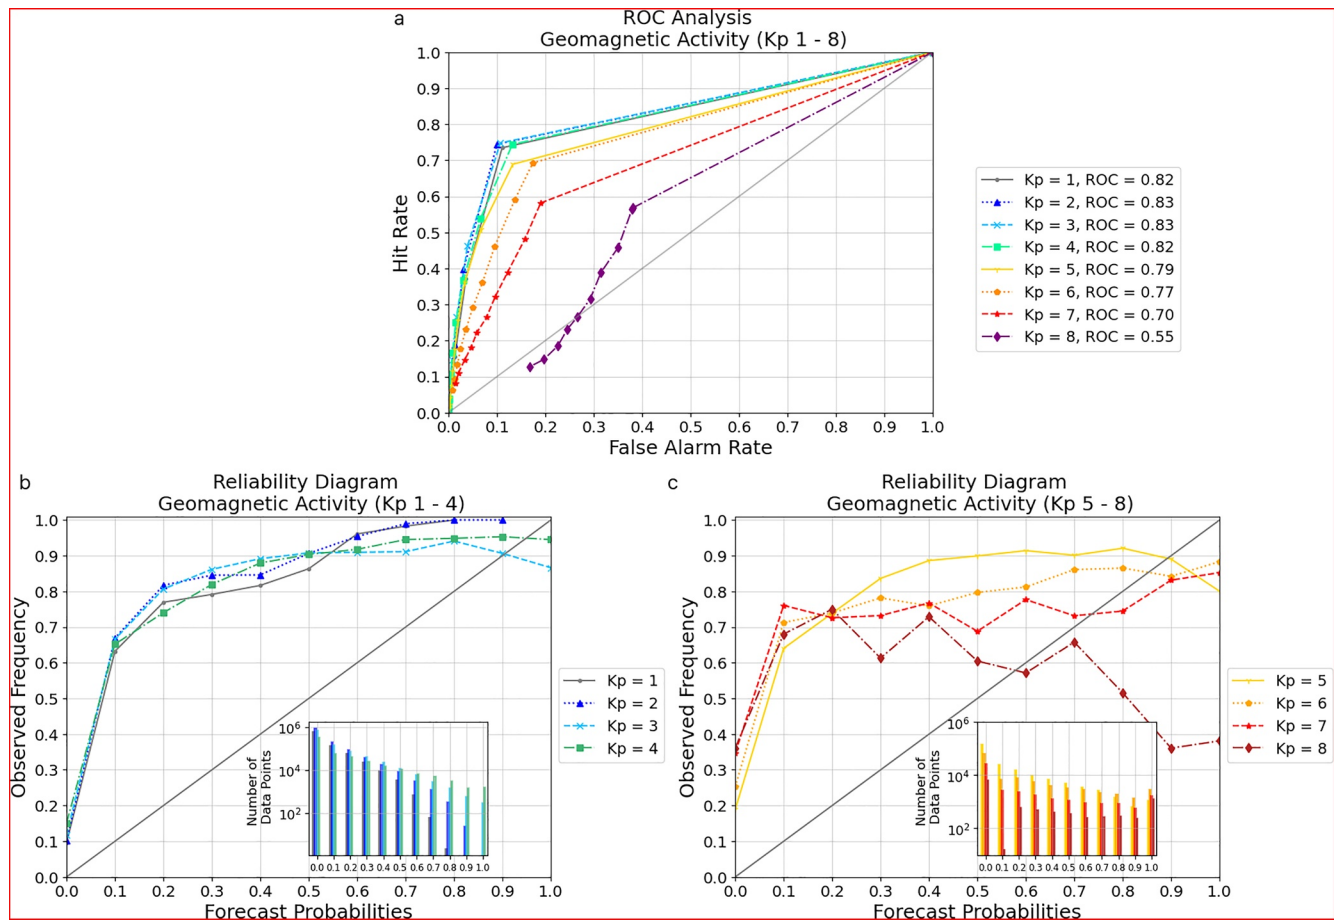 a
ROC Analysis
Geomagnetic Activity (Kp 1 - 8)
1.0
0.9
0.8
0.7
0.6
0.5
0.4
0.3
0.2
0.1
0.0
Hit Rate
0.0 0.1 0.2 0.3 0.4 0.5 0.6 0.7 0.8 0.9 1.0
False Alarm Rate
Kp = 1, ROC = 0.82
Kp = 2, ROC = 0.83
Kp = 3, ROC = 0.83
Kp = 4, ROC = 0.82
Kp = 5, ROC = 0.79
Kp = 6, ROC = 0.77
Kp = 7, ROC = 0.70
Kp = 8, ROC = 0.55
b
Reliability Diagram
Geomagnetic Activity (Kp 1 - 4)
1.0
0.9
0.8
0.7
0.6
0.5
0.4
0.3
0.2
0.1
0.0
Observed Frequency
0.0 0.1 0.2 0.3 0.4 0.5 0.6 0.7 0.8 0.9 1.0
Forecast Probabilities
Number of
Data Points
10⁶
10⁴
10²
0.0 0.1 0.2 0.3 0.4 0.5 0.6 0.7 0.8 0.9 1.0
Kp = 1
Kp = 2
Kp = 3
Kp = 4
c
Reliability Diagram
Geomagnetic Activity (Kp 5 - 8)
1.0
0.9
0.8
0.7
0.6
0.5
0.4
0.3
0.2
0.1
0.0
Observed Frequency
0.0 0.1 0.2 0.3 0.4 0.5 0.6 0.7 0.8 0.9 1.0
Forecast Probabilities
Number of
Data Points
10⁶
10⁴
10²
0.0 0.1 0.2 0.3 0.4 0.5 0.6 0.7 0.8 0.9 1.0
Kp = 5
Kp = 6
Kp = 7
Kp = 8